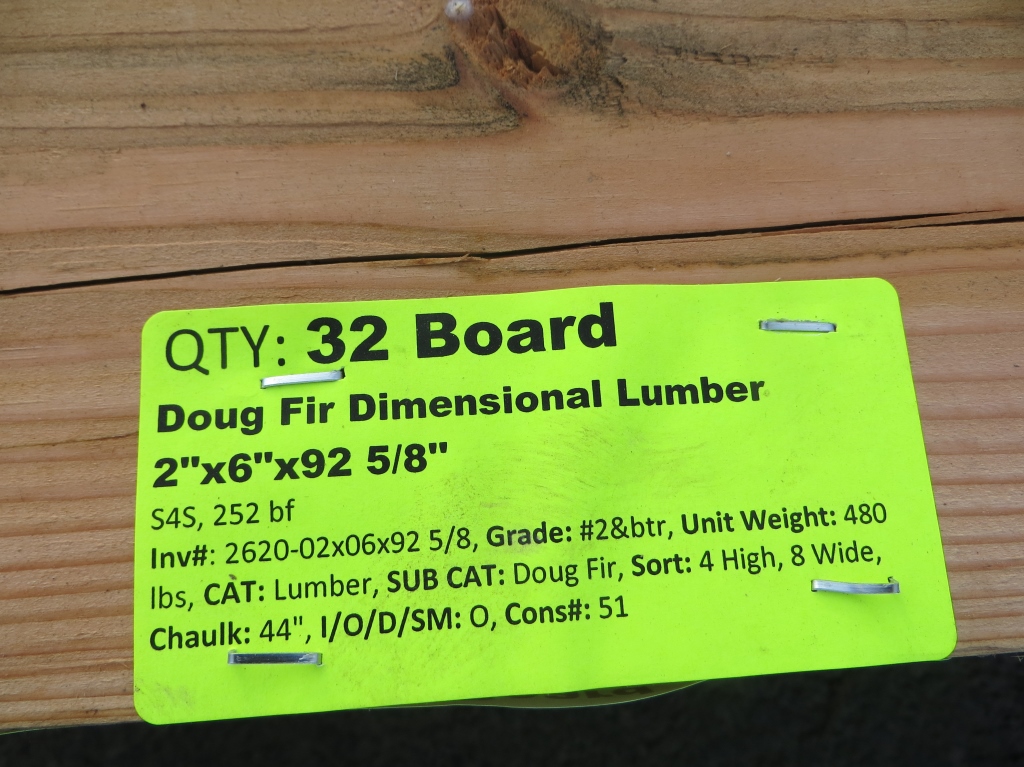 QTY: 32 Board
Doug Fir Dimensional Lumber
2"x6"x92 5/8"
S4S, 252 bf
Inv#: 2620-02x06x92 5/8, Grade: #2&btr, Unit Weight: 480
lbs, CAT: Lumber, SUB CAT: Doug Fir, Sort: 4 High, 8 Wide,
Chaulk: 44", I/O/D/SM: O, Cons#: 51